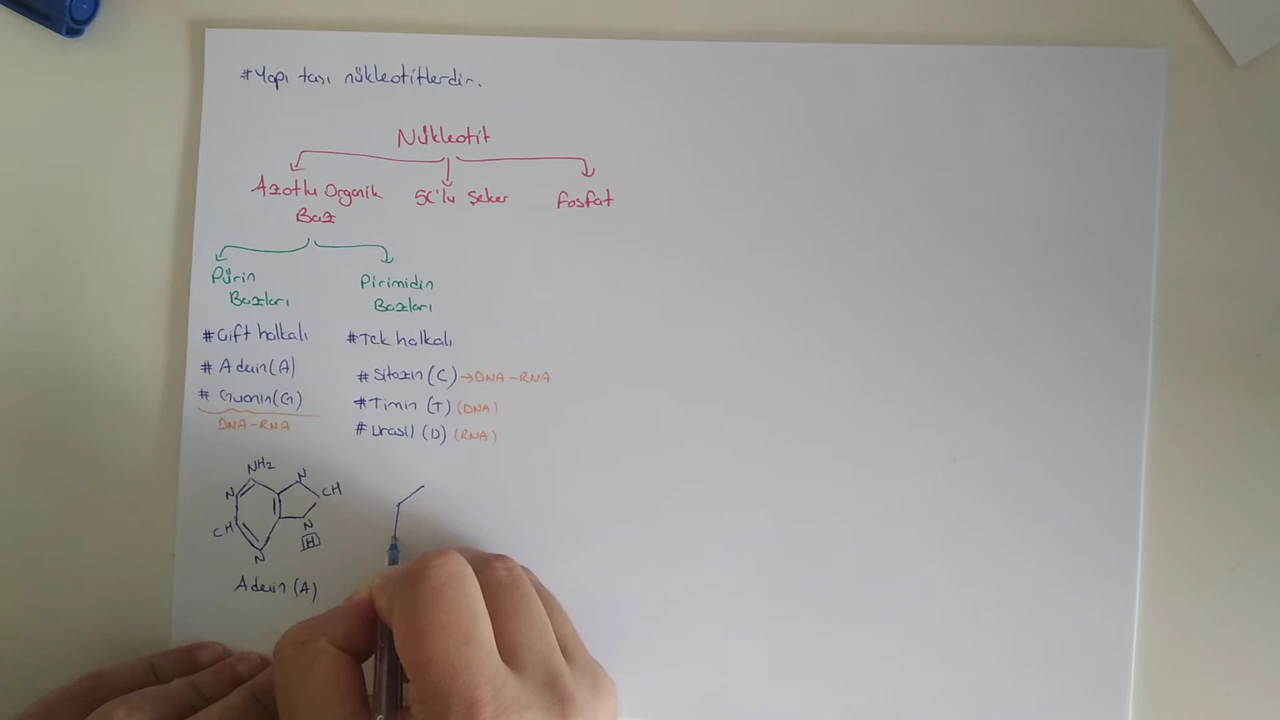 #Yapı taşı nükleotitlerdir.
Nükleotit
Azotlu Organik
Baz
5C'lu Şeker
Fosfat
Pürin
Bazları
Pirimidin
Bazları
#Çift halkalı
#Adenin(A)
#Guanin(G)
DNA-RNA
#Tek halkalı
#Sitozin(C)→DNA-RNA
#Timin (T) (DNA)
#Urasil (U) (RNA)
NH2
N
N
CH
CH
N
H
N
Adenin (A)